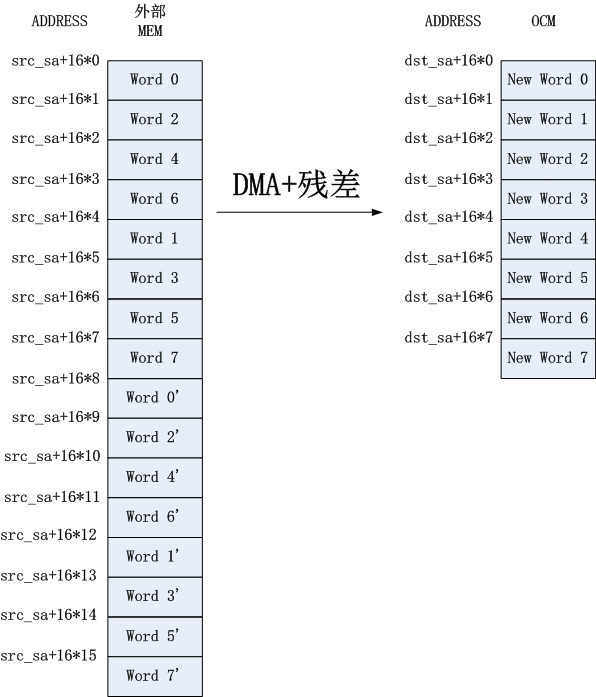 ADDRESS 外部 MEM
src_sa+16*0 Word 0
src_sa+16*1 Word 2
src_sa+16*2 Word 4
src_sa+16*3 Word 6
src_sa+16*4 Word 1
src_sa+16*5 Word 3
src_sa+16*6 Word 5
src_sa+16*7 Word 7
src_sa+16*8 Word 0'
src_sa+16*9 Word 2'
src_sa+16*10 Word 4'
src_sa+16*11 Word 6'
src_sa+16*12 Word 1'
src_sa+16*13 Word 3'
src_sa+16*14 Word 5'
src_sa+16*15 Word 7'
DMA+残差
ADDRESS OCM
dst_sa+16*0 New Word 0
dst_sa+16*1 New Word 1
dst_sa+16*2 New Word 2
dst_sa+16*3 New Word 3
dst_sa+16*4 New Word 4
dst_sa+16*5 New Word 5
dst_sa+16*6 New Word 6
dst_sa+16*7 New Word 7